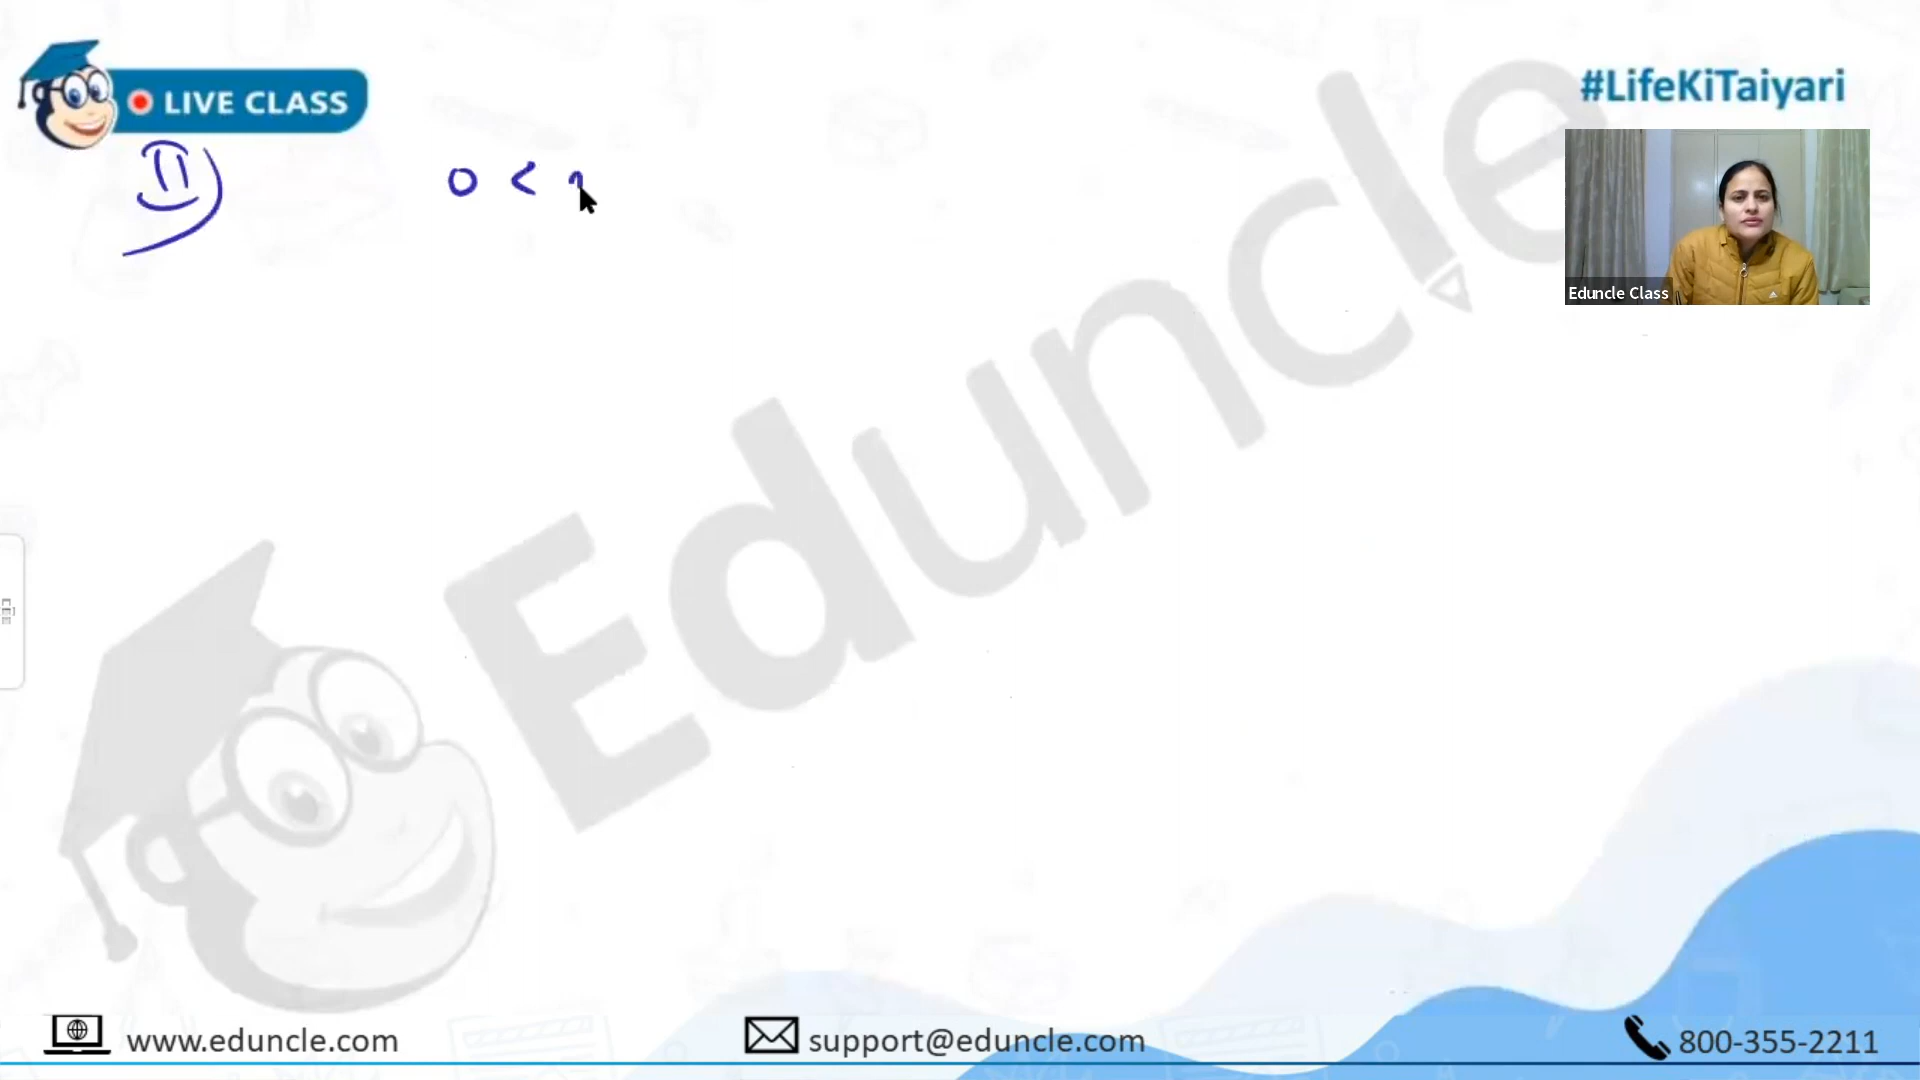 LIVE CLASS
#LifeKiTaiyari
II)
0 <
Eduncle Class
Eduncle
www.eduncle.com
support@eduncle.com
800-355-2211